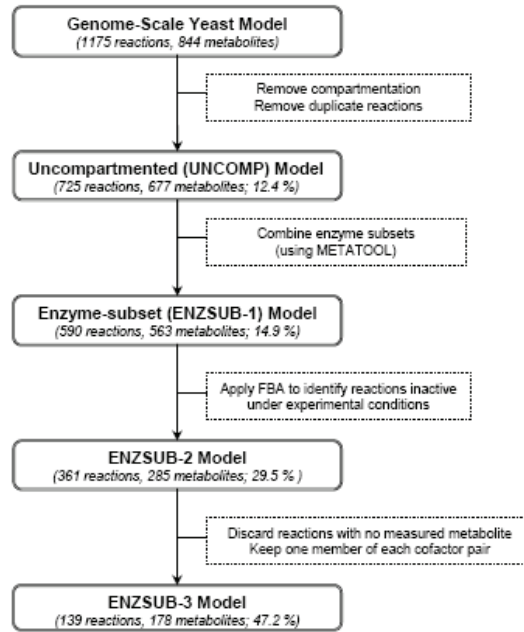 Genome-Scale Yeast Model
(1175 reactions, 844 metabolites)
Remove compartmentation
Remove duplicate reactions
Uncompartmented (UNCOMP) Model
(725 reactions, 677 metabolites; 12.4 %)
Combine enzyme subsets
(using METATOOL)
Enzyme-subset (ENZSUB-1) Model
(590 reactions, 563 metabolites; 14.9 %)
Apply FBA to identify reactions inactive
under experimental conditions
ENZSUB-2 Model
(361 reactions, 285 metabolites; 29.5 % )
Discard reactions with no measured metabolite
Keep one member of each cofactor pair
ENZSUB-3 Model
(139 reactions, 178 metabolites; 47.2 %)